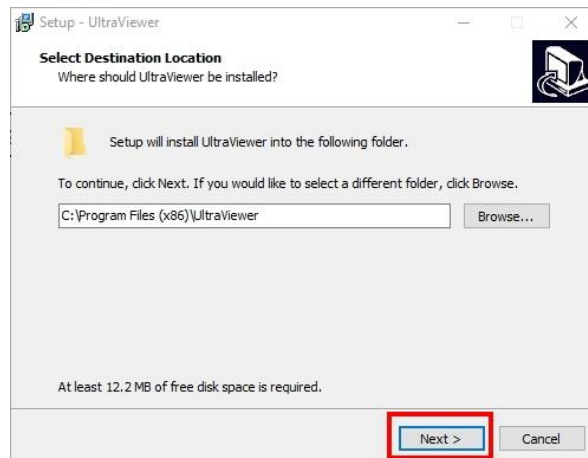 Setup - UltraViewer
Select Destination Location
Where should UltraViewer be installed?
Setup will install UltraViewer into the following folder.
To continue, click Next. If you would like to select a different folder, click Browse.
C:\Program Files (x86)\UltraViewer
Browse...
At least 12.2 MB of free disk space is required.
Next >
Cancel